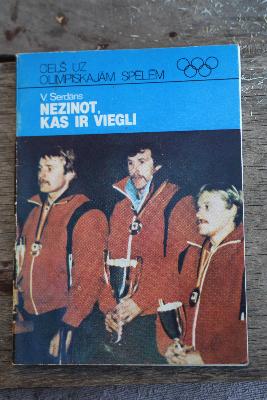 CEĻŠ UZ
OLIMPISKAJĀM SPĒLĒM
V. Serdāns
NEZINOT,
KAS IR VIEGLI